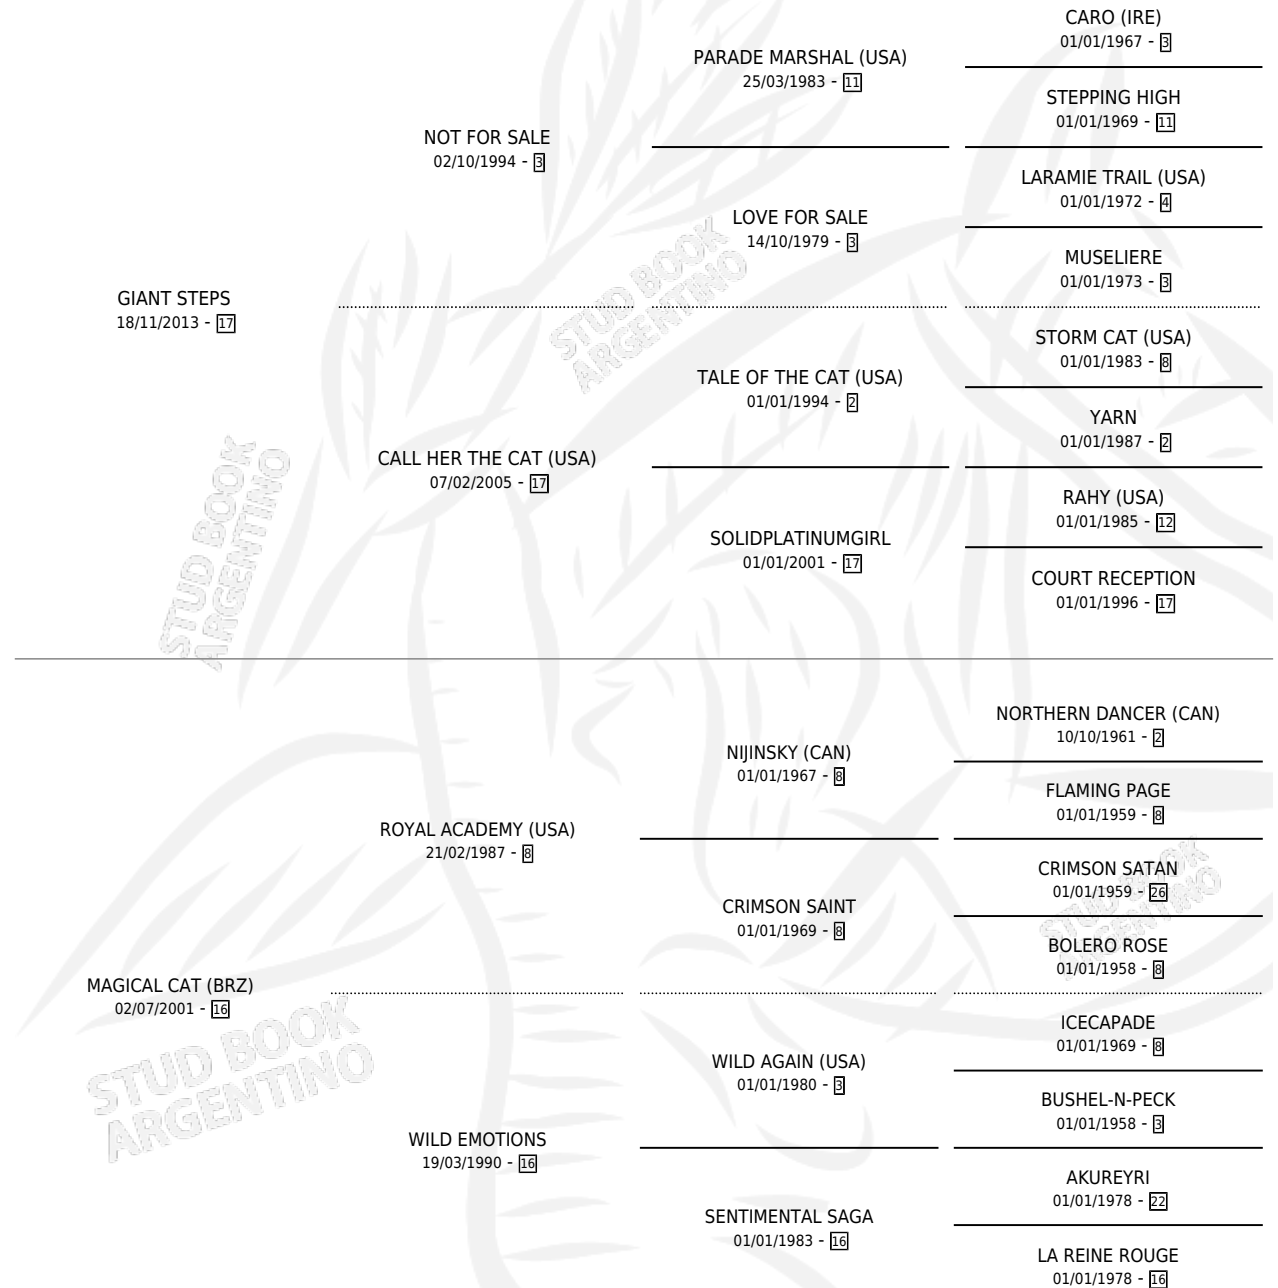 CARO (IRE)
01/01/1967 - 3
PARADE MARSHAL (USA)
25/03/1983 - 11
STEPPING HIGH
01/01/1969 - 11
NOT FOR SALE
02/10/1994 - 3
LARAMIE TRAIL (USA)
01/01/1972 - 4
LOVE FOR SALE
14/10/1979 - 3
MUSELIERE
01/01/1973 - 3
GIANT STEPS
18/11/2013 - 17
STORM CAT (USA)
01/01/1983 - 8
TALE OF THE CAT (USA)
01/01/1994 - 2
YARN
01/01/1987 - 2
CALL HER THE CAT (USA)
07/02/2005 - 17
RAHY (USA)
01/01/1985 - 12
SOLIDPLATINUMGIRL
01/01/2001 - 17
COURT RECEPTION
01/01/1996 - 17
NORTHERN DANCER (CAN)
10/10/1961 - 2
NIJINSKY (CAN)
01/01/1967 - 8
FLAMING PAGE
01/01/1959 - 8
ROYAL ACADEMY (USA)
21/02/1987 - 8
CRIMSON SATAN
01/01/1959 - 26
CRIMSON SAINT
01/01/1969 - 8
BOLERO ROSE
01/01/1958 - 8
MAGICAL CAT (BRZ)
02/07/2001 - 16
ICECAPADE
01/01/1969 - 8
WILD AGAIN (USA)
01/01/1980 - 3
BUSHEL-N-PECK
01/01/1958 - 3
WILD EMOTIONS
19/03/1990 - 16
AKUREYRI
01/01/1978 - 22
SENTIMENTAL SAGA
01/01/1983 - 16
LA REINE ROUGE
01/01/1978 - 16
STUD BOOK
ARGENTINO
STUD BOOK
ARGENTINO
STUD BOOK
ARGENTINO
STUD BOOK
ARGENTINO